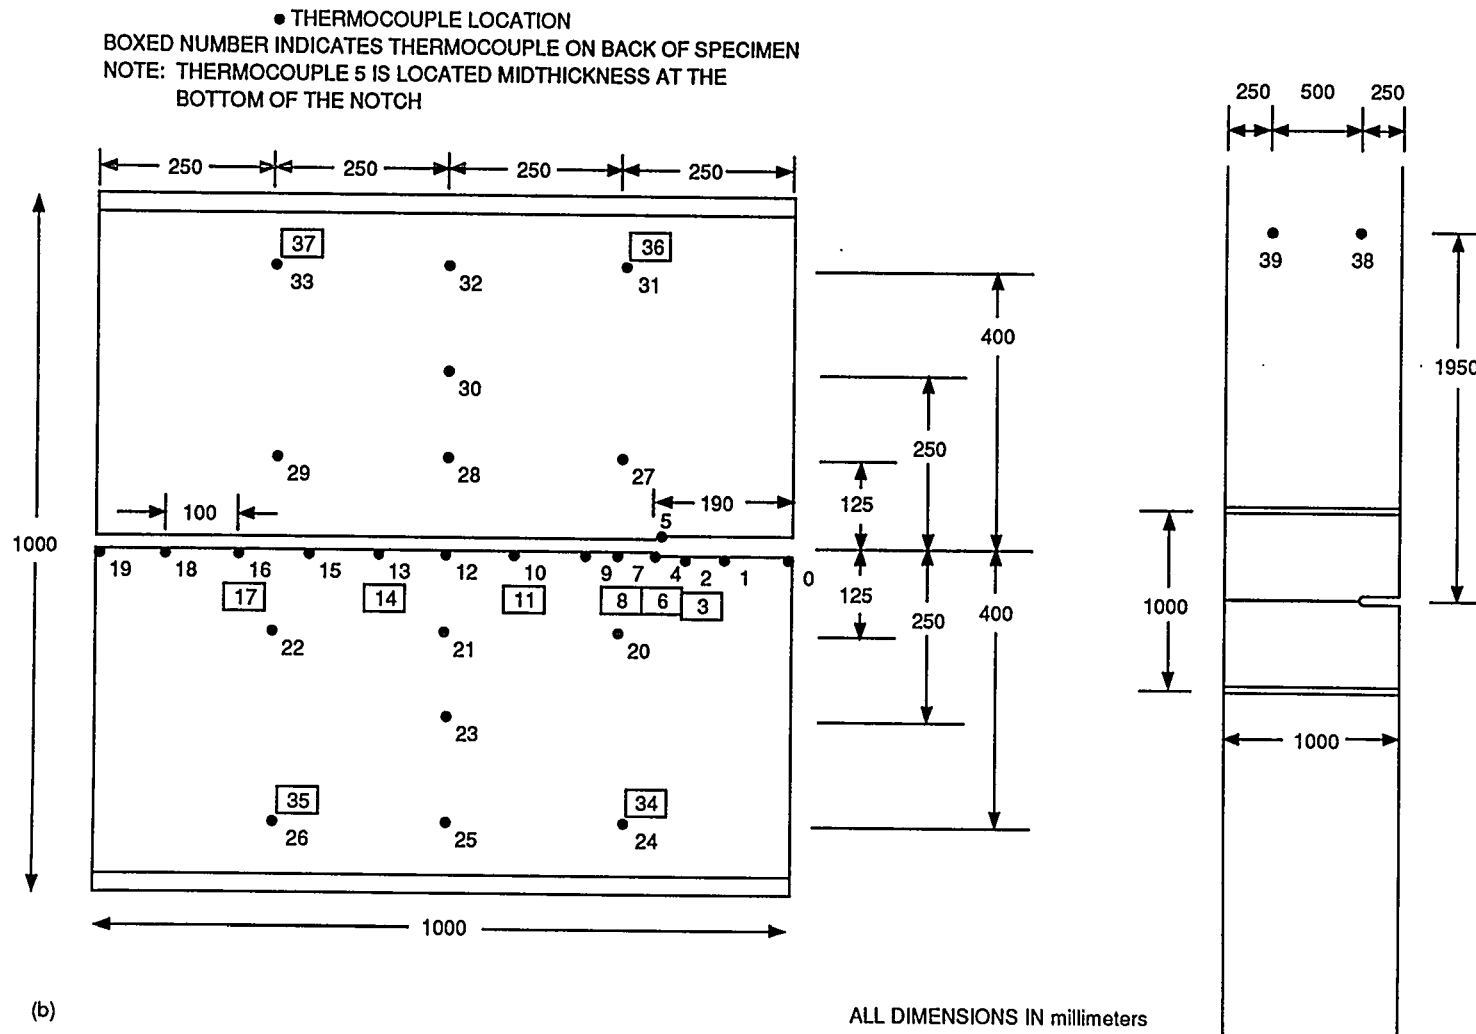 ● THERMOCOUPLE LOCATION
BOXED NUMBER INDICATES THERMOCOUPLE ON BACK OF SPECIMEN
NOTE: THERMOCOUPLE 5 IS LOCATED MIDTHICKNESS AT THE
BOTTOM OF THE NOTCH
250 500 250
250 250 250 250
37 36
33 32 31
39 38
400
30
1950
250
29 28 27
125
100 190
5
1000
19 18 16 15 13 12 10 9 7 4 2 1 0
17 14 11 8 6 3
125 400 1000
250
22 21 20
23
1000
35 34
26 25 24
1000
(b)
ALL DIMENSIONS IN millimeters